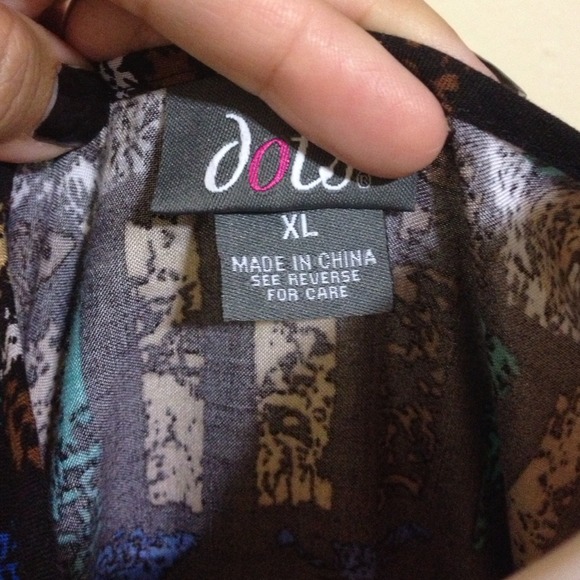 dots®
XL
MADE IN CHINA
SEE REVERSE
FOR CARE